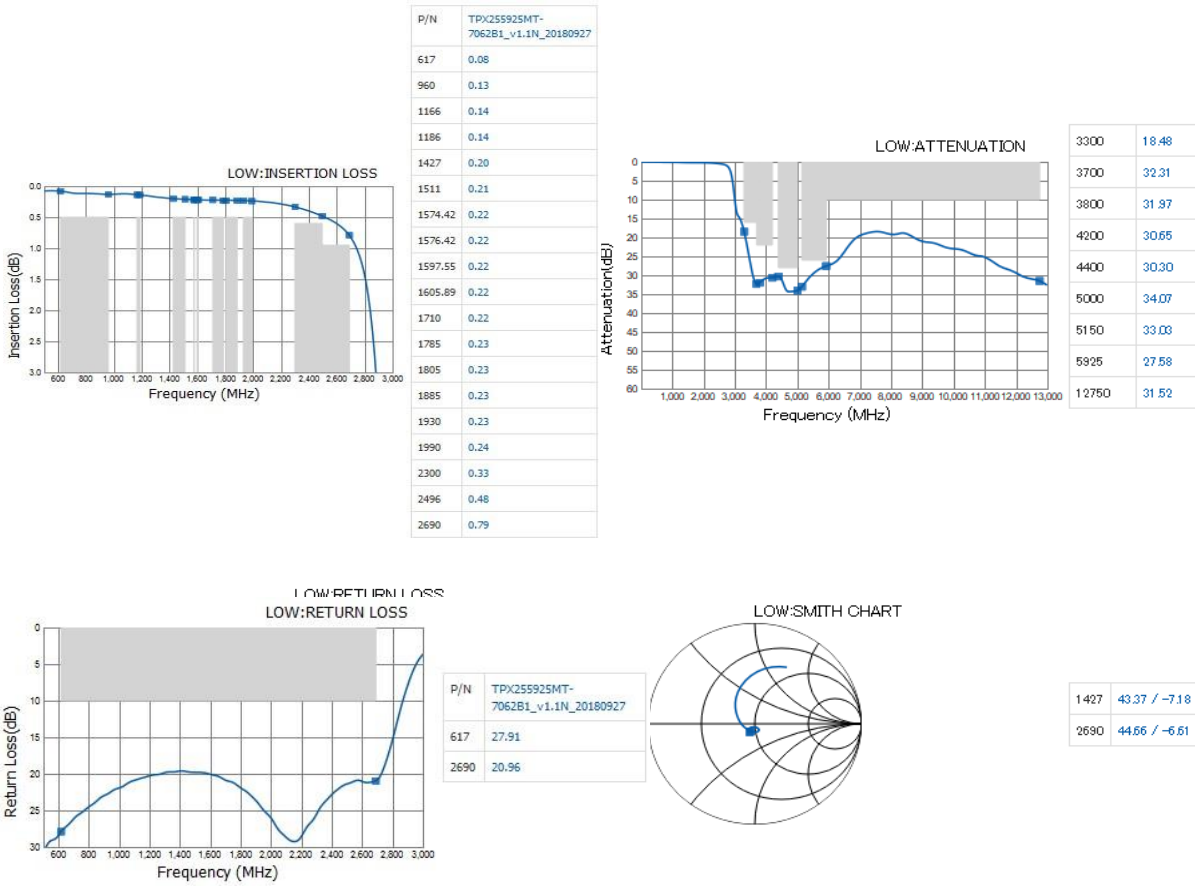 P/N TPX255925MT-
7062B1_v1.1N_20180927
617 0.08
960 0.13
1166 0.14
1186 0.14
1427 0.20
1511 0.21
1574.42 0.22
1576.42 0.22
1597.55 0.22
1605.89 0.22
1710 0.22
1785 0.23
1805 0.23
1885 0.23
1930 0.23
1990 0.24
2300 0.33
2496 0.48
2690 0.79
LOW:INSERTION LOSS
Insertion Loss(dB)
0.0
0.5
1.0
1.5
2.0
2.5
3.0
600 800 1,000 1,200 1,400 1,600 1,800 2,000 2,200 2,400 2,600 2,800 3,000
Frequency (MHz)
LOW:ATTENUATION
Attenuation(dB)
0
5
10
15
20
25
30
35
40
45
50
55
60
1,000 2,000 3,000 4,000 5,000 6,000 7,000 8,000 9,000 10,000 11,000 12,000 13,000
Frequency (MHz)
3300 18.48
3700 32.31
3800 31.97
4200 30.65
4400 30.30
5000 34.07
5150 33.03
5925 27.58
12750 31.52
LOW:RETURN LOSS
LOW:RETURN LOSS
Return Loss(dB)
0
5
10
15
20
25
30
600 800 1,000 1,200 1,400 1,600 1,800 2,000 2,200 2,400 2,600 2,800 3,000
Frequency (MHz)
P/N TPX255925MT-
7062B1_v1.1N_20180927
617 27.91
2690 20.96
LOW:SMITH CHART
1427 43.37 / -7.18
2690 44.66 / -6.61